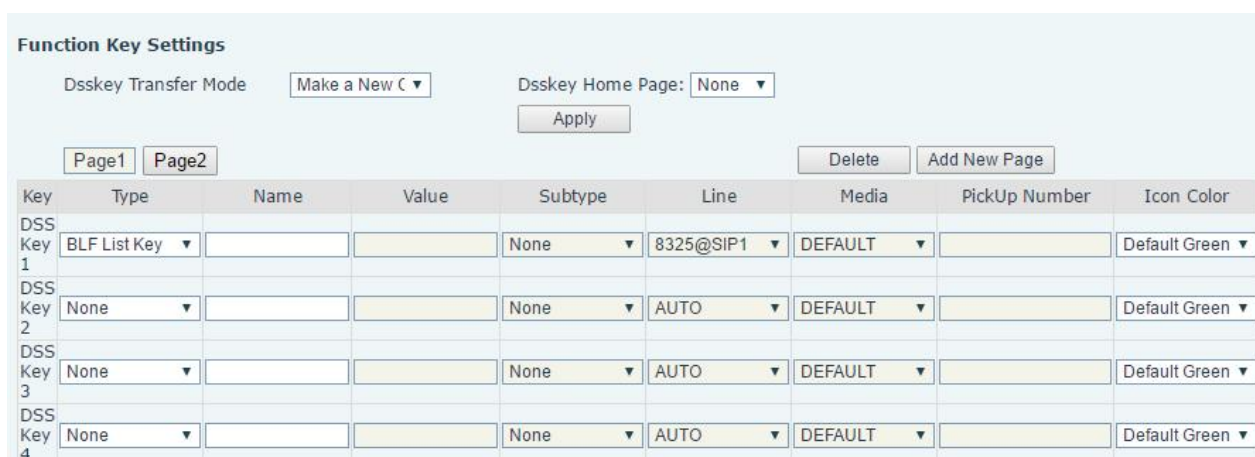 Function Key Settings
Dsskey Transfer Mode Make a New C Dsskey Home Page: None
Apply
Page1 Page2 Delete Add New Page
Key Type Name Value Subtype Line Media PickUp Number Icon Color
DSS Key 1 BLF List Key None 8325@SIP1 DEFAULT Default Green
DSS Key 2 None None AUTO DEFAULT Default Green
DSS Key 3 None None AUTO DEFAULT Default Green
DSS Key 4 None None AUTO DEFAULT Default Green